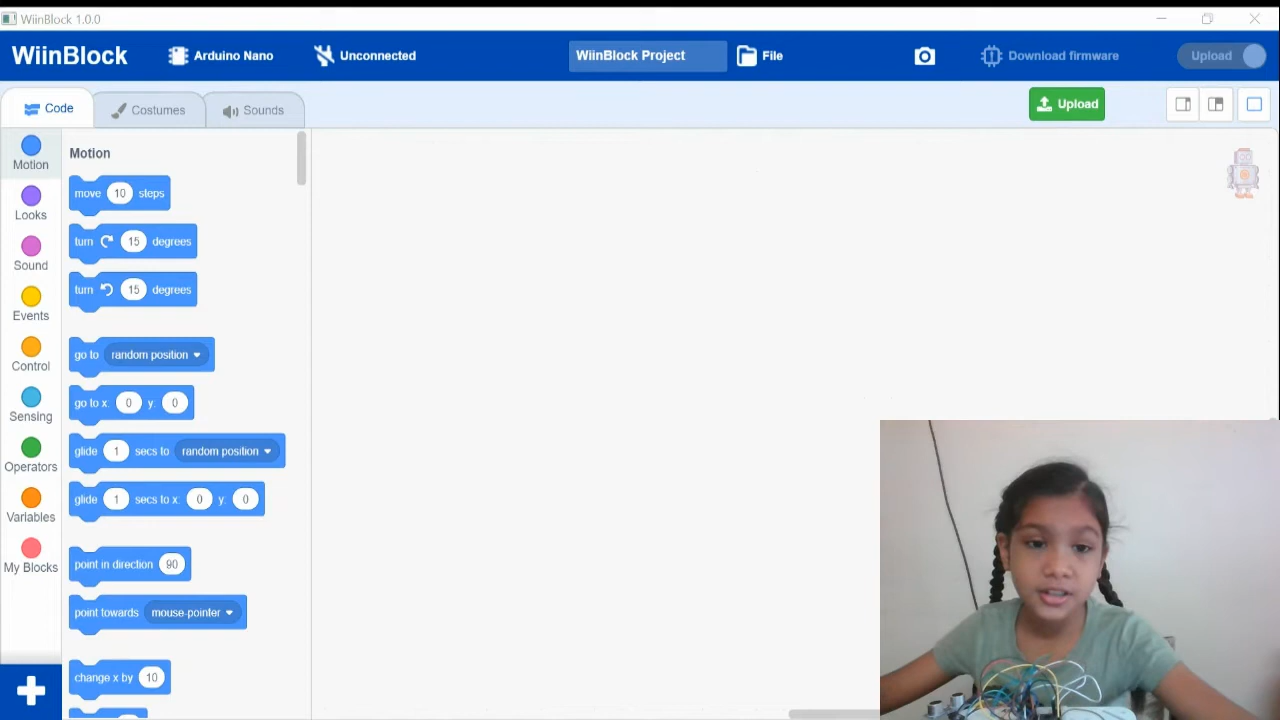 WiinBlock 1.0.0
WiinBlock
Arduino Nano
Unconnected
WiinBlock Project
File
Download firmware
Upload
Code
Costumes
Sounds
Upload
Motion
Looks
Sound
Events
Control
Sensing
Operators
Variables
My Blocks
Motion
move 10 steps
turn 15 degrees
turn 15 degrees
go to random position
go to x: 0 y: 0
glide 1 secs to random position
glide 1 secs to x: 0 y: 0
point in direction 90
point towards mouse-pointer
change x by 10